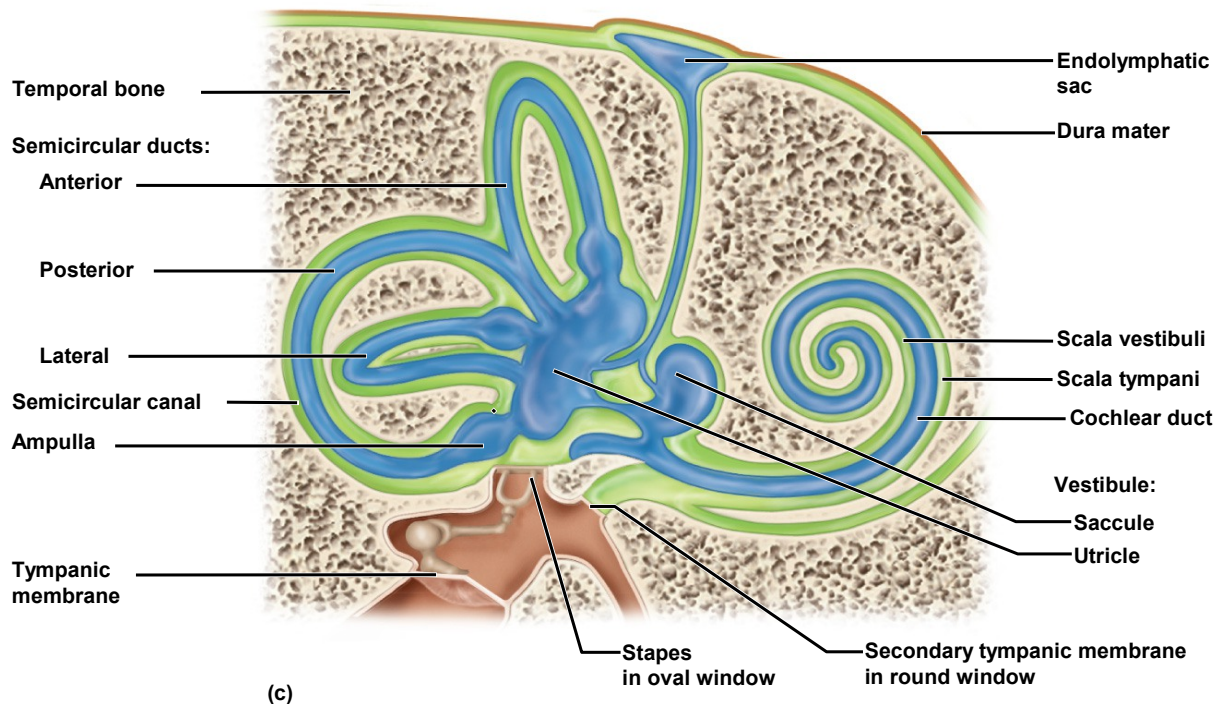 Temporal bone
Semicircular ducts:
Anterior
Posterior
Lateral
Semicircular canal
Ampulla
Tympanic
membrane
Endolymphatic
sac
Dura mater
Scala vestibuli
Scala tympani
Cochlear duct
Vestibule:
Saccule
Utricle
Stapes
in oval window
Secondary tympanic membrane
in round window
(c)